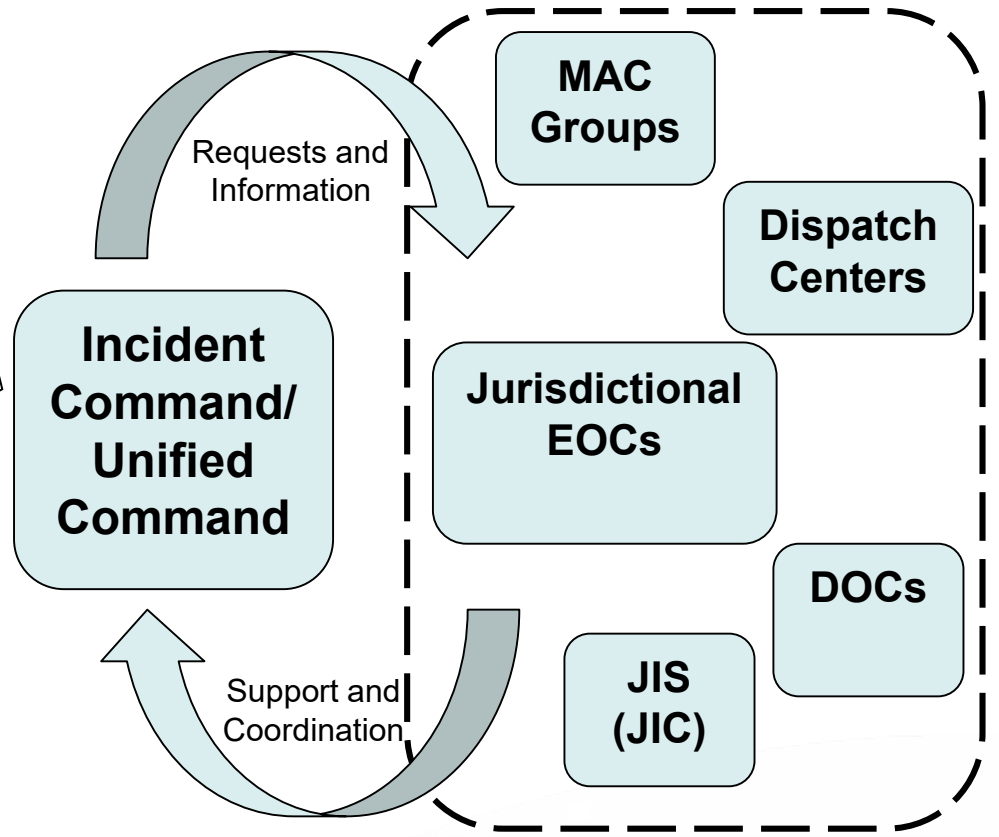 MAC
Groups
Requests and
Information
Dispatch
Centers
Incident
Command/
Unified
Command
Jurisdictional
EOCs
DOCs
Support and
Coordination
JIS
(JIC)